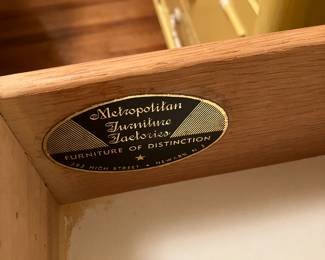 Metropolitan
Furniture
Factories
FURNITURE OF DISTINCTION
HIGH STREET • NEWARK, N.J.